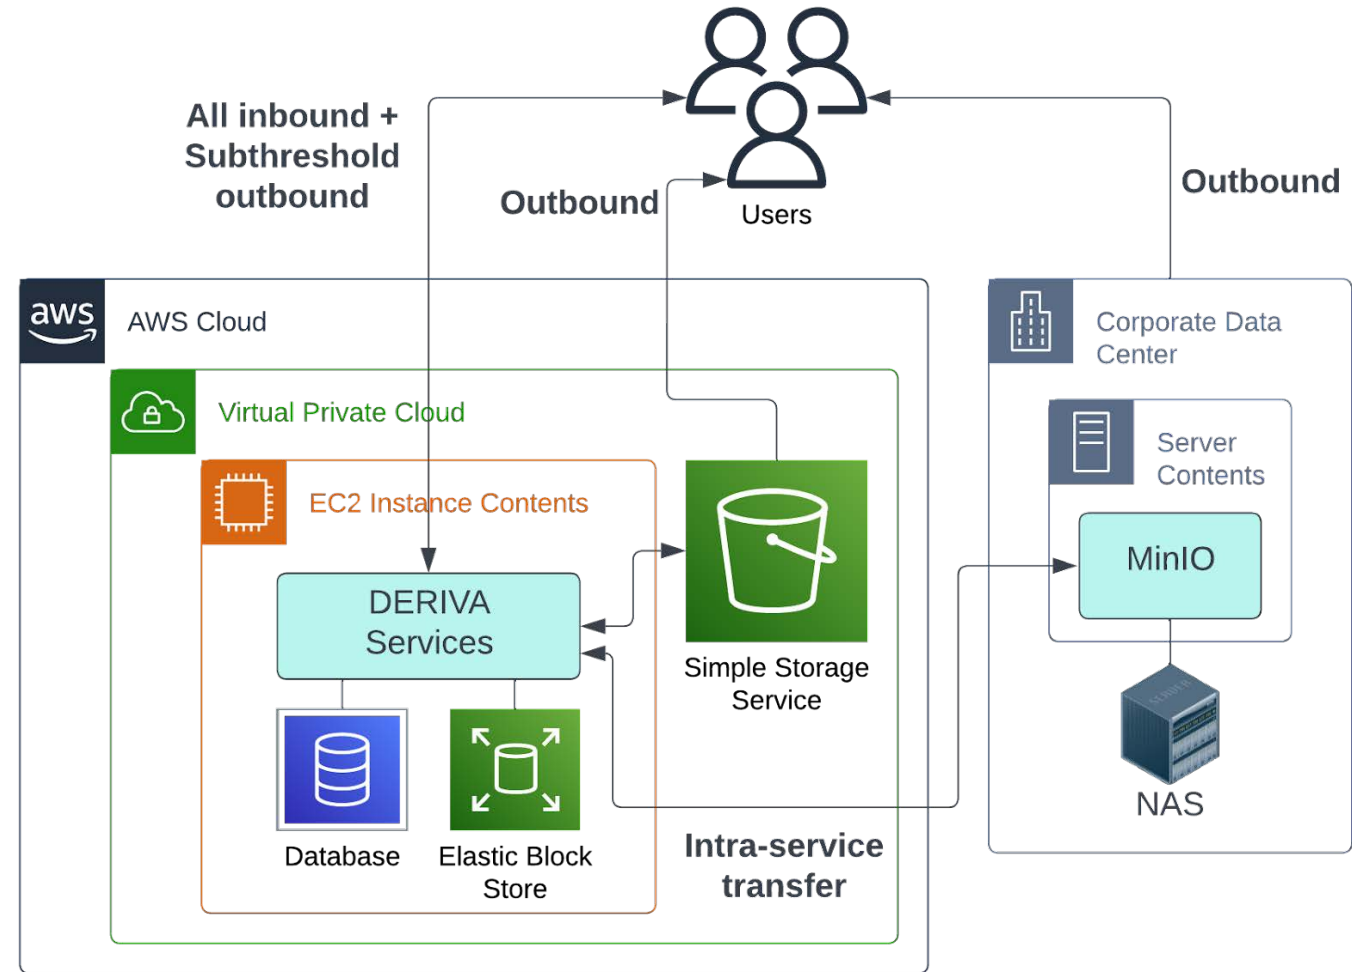 All inbound +
Subthreshold
outbound
Outbound
Users
Outbound
aws
AWS Cloud
Corporate Data
Center
Virtual Private Cloud
Server
Contents
EC2 Instance Contents
MinIO
DERIVA
Services
Simple Storage
Service
NAS
Database
Elastic Block
Store
Intra-service
transfer